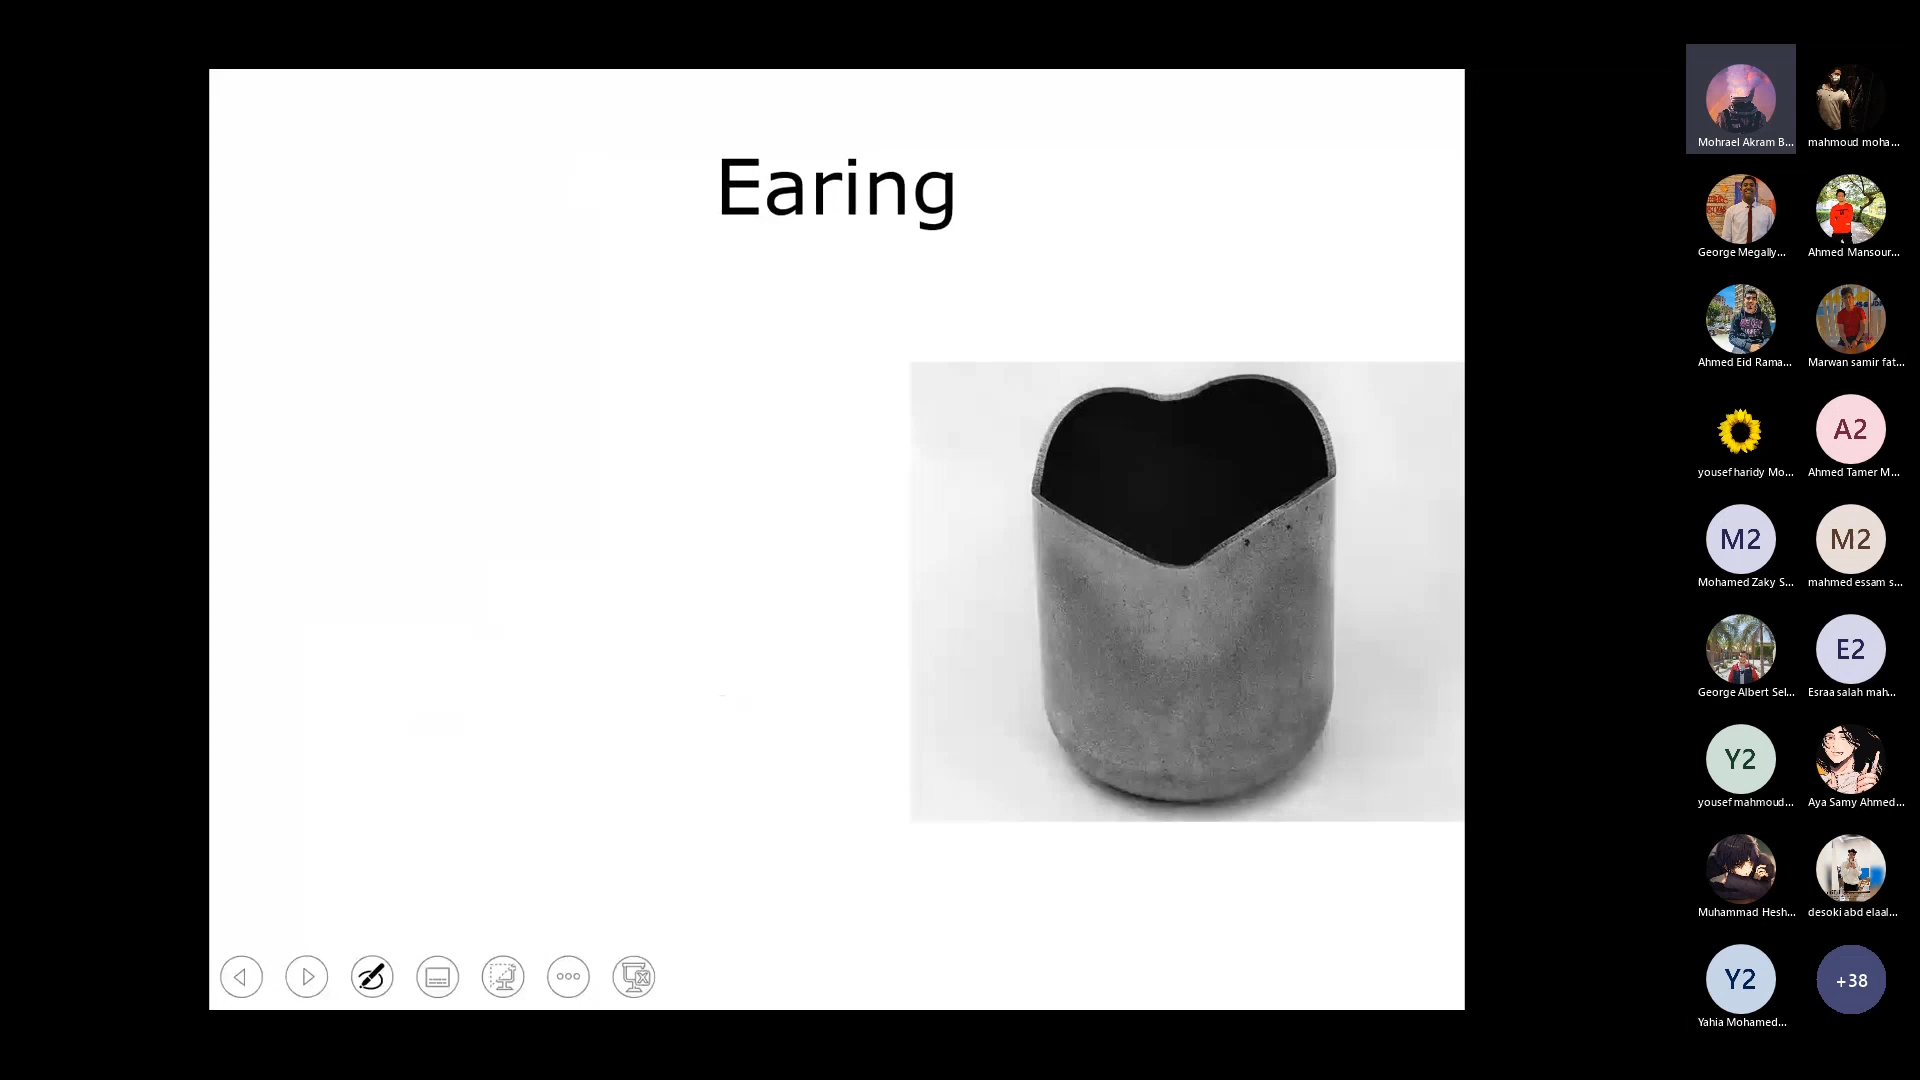 Earing
Mohrael Akram B...
mahmoud moha...
George Megally...
Ahmed Mansour...
Ahmed Eid Rama...
Marwan samir fat...
yousef haridy Mo...
A2
Ahmed Tamer M...
M2
Mohamed Zaky S...
M2
mahmed essam s...
George Albert Sel...
E2
Esraa salah mah...
Y2
yousef mahmoud...
Aya Samy Ahmed...
Muhammad Hesh...
desoki abd elaal...
Y2
Yahia Mohamed...
+38